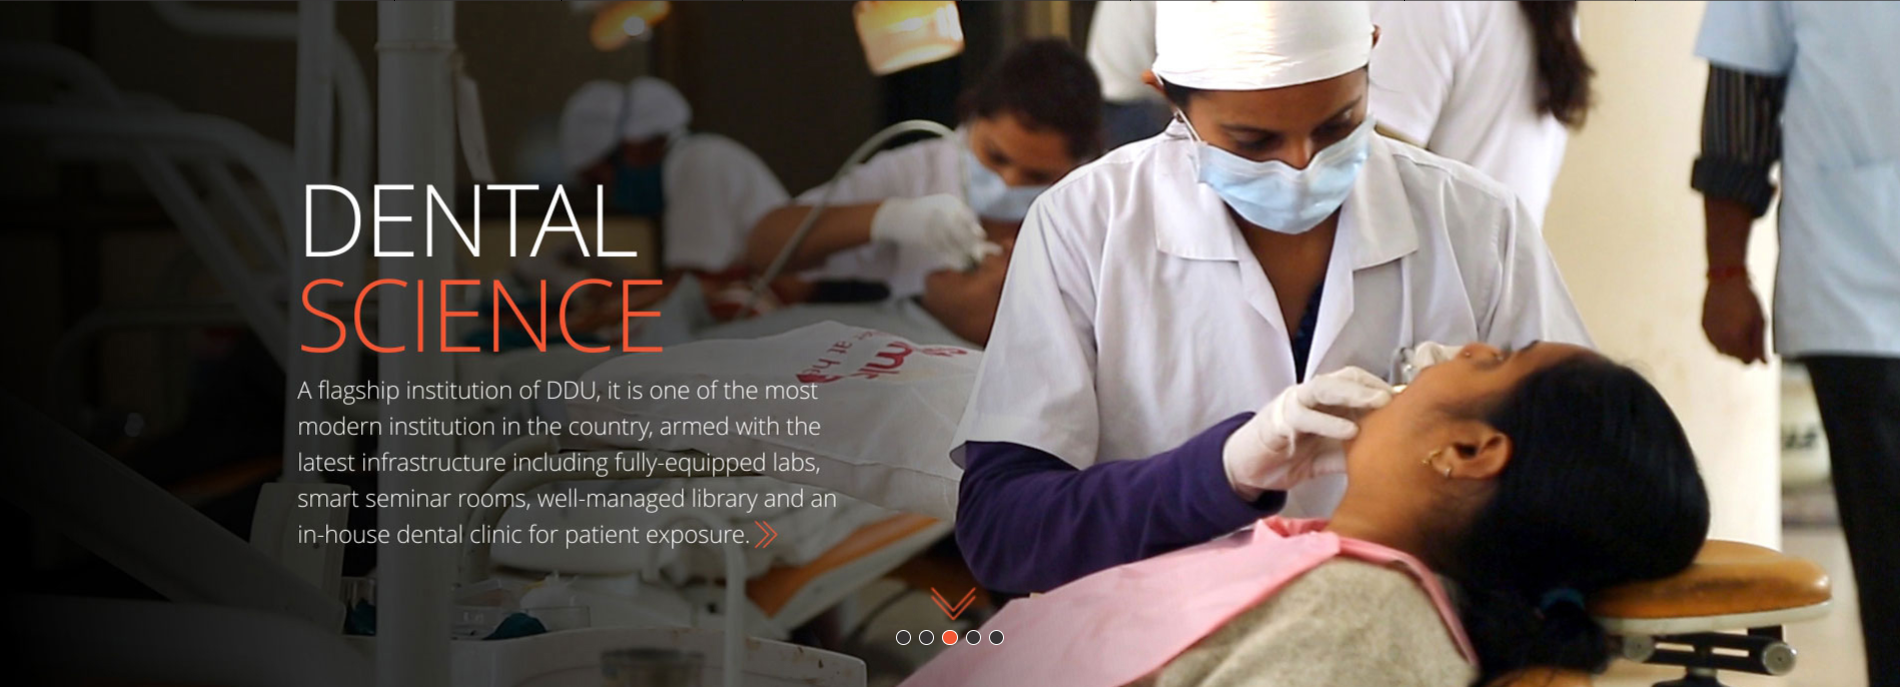 DENTAL
SCIENCE
A flagship institution of DDU, it is one of the most
modern institution in the country, armed with the
latest infrastructure including fully-equipped labs,
smart seminar rooms, well-managed library and an
in-house dental clinic for patient exposure.